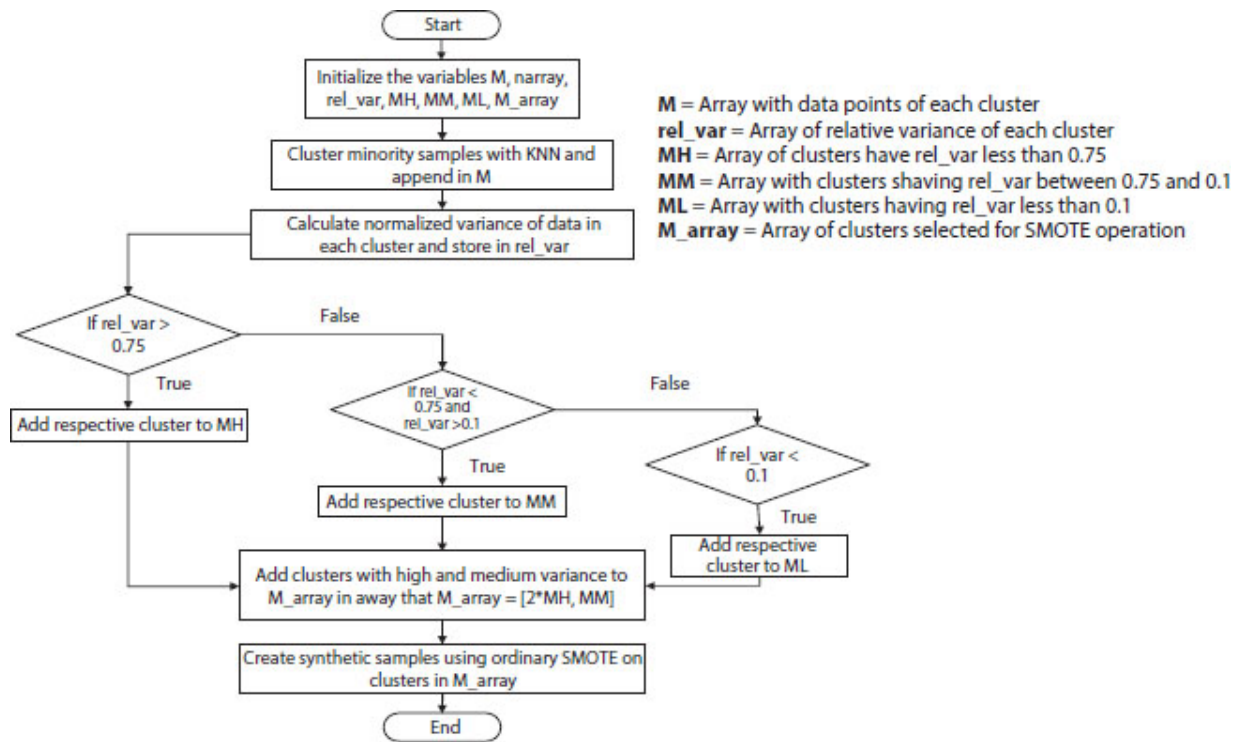 Start
Initialize the variables M, narray,
rel_var, MH, MM, ML, M_array
Cluster minority samples with KNN and
append in M
Calculate normalized variance of data in
each cluster and store in rel_var
M = Array with data points of each cluster
rel_var = Array of relative variance of each cluster
MH = Array of clusters have rel_var less than 0.75
MM = Array with clusters shaving rel_var between 0.75 and 0.1
ML = Array with clusters having rel_var less than 0.1
M_array = Array of clusters selected for SMOTE operation
If rel_var >
0.75
False
True
Add respective cluster to MH
If rel_var <
0.75 and
rel_var >0.1
False
True
Add respective cluster to MM
If rel_var <
0.1
True
Add respective
cluster to ML
Add clusters with high and medium variance to
M_array in away that M_array = [2*MH, MM]
Create synthetic samples using ordinary SMOTE on
clusters in M_array
End